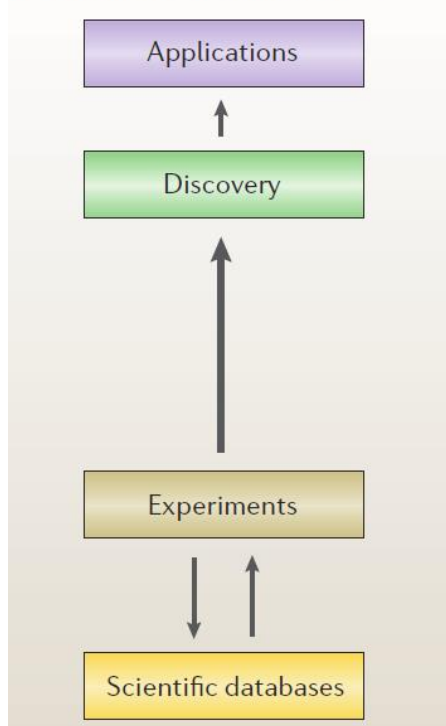 Applications
Discovery
Experiments
Scientific databases